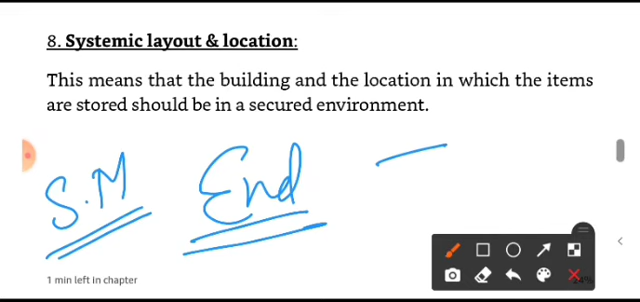 8. Systemic layout & location:
This means that the building and the location in which the items
are stored should be in a secured environment.
S.M End
1 min left in chapter